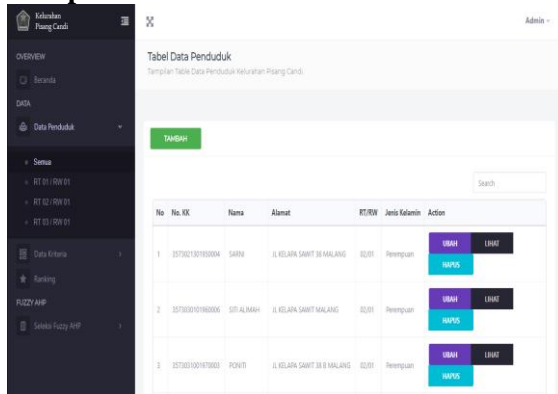 Kelurahan
Pisang Candi
Admin
OVERVIEW
Beranda
DATA
Data Penduduk
Semua
RT 01 / RW 01
RT 02 / RW 01
RT 03 / RW 01
Data Kriteria
Ranking
FUZZY AHP
Seleksi Fuzzy AHP
Tabel Data Penduduk
Tampilan Table Data Penduduk Kelurahan Pisang Candi
TAMBAH
Search
No No. KK Nama Alamat RT/RW Jenis Kelamin Action
1 3573021301850004 SARNI JL KELAPA SAWIT 38 MALANG 02/01 Perempuan UBAH LIHAT
HAPUS
2 3573030101960006 SITI ALIMAH JL KELAPA SAWIT MALANG 02/01 Perempuan UBAH LIHAT
HAPUS
3 3573031001970003 PONITI JL KELAPA SAWIT 38 B MALANG 02/01 Perempuan UBAH LIHAT
HAPUS